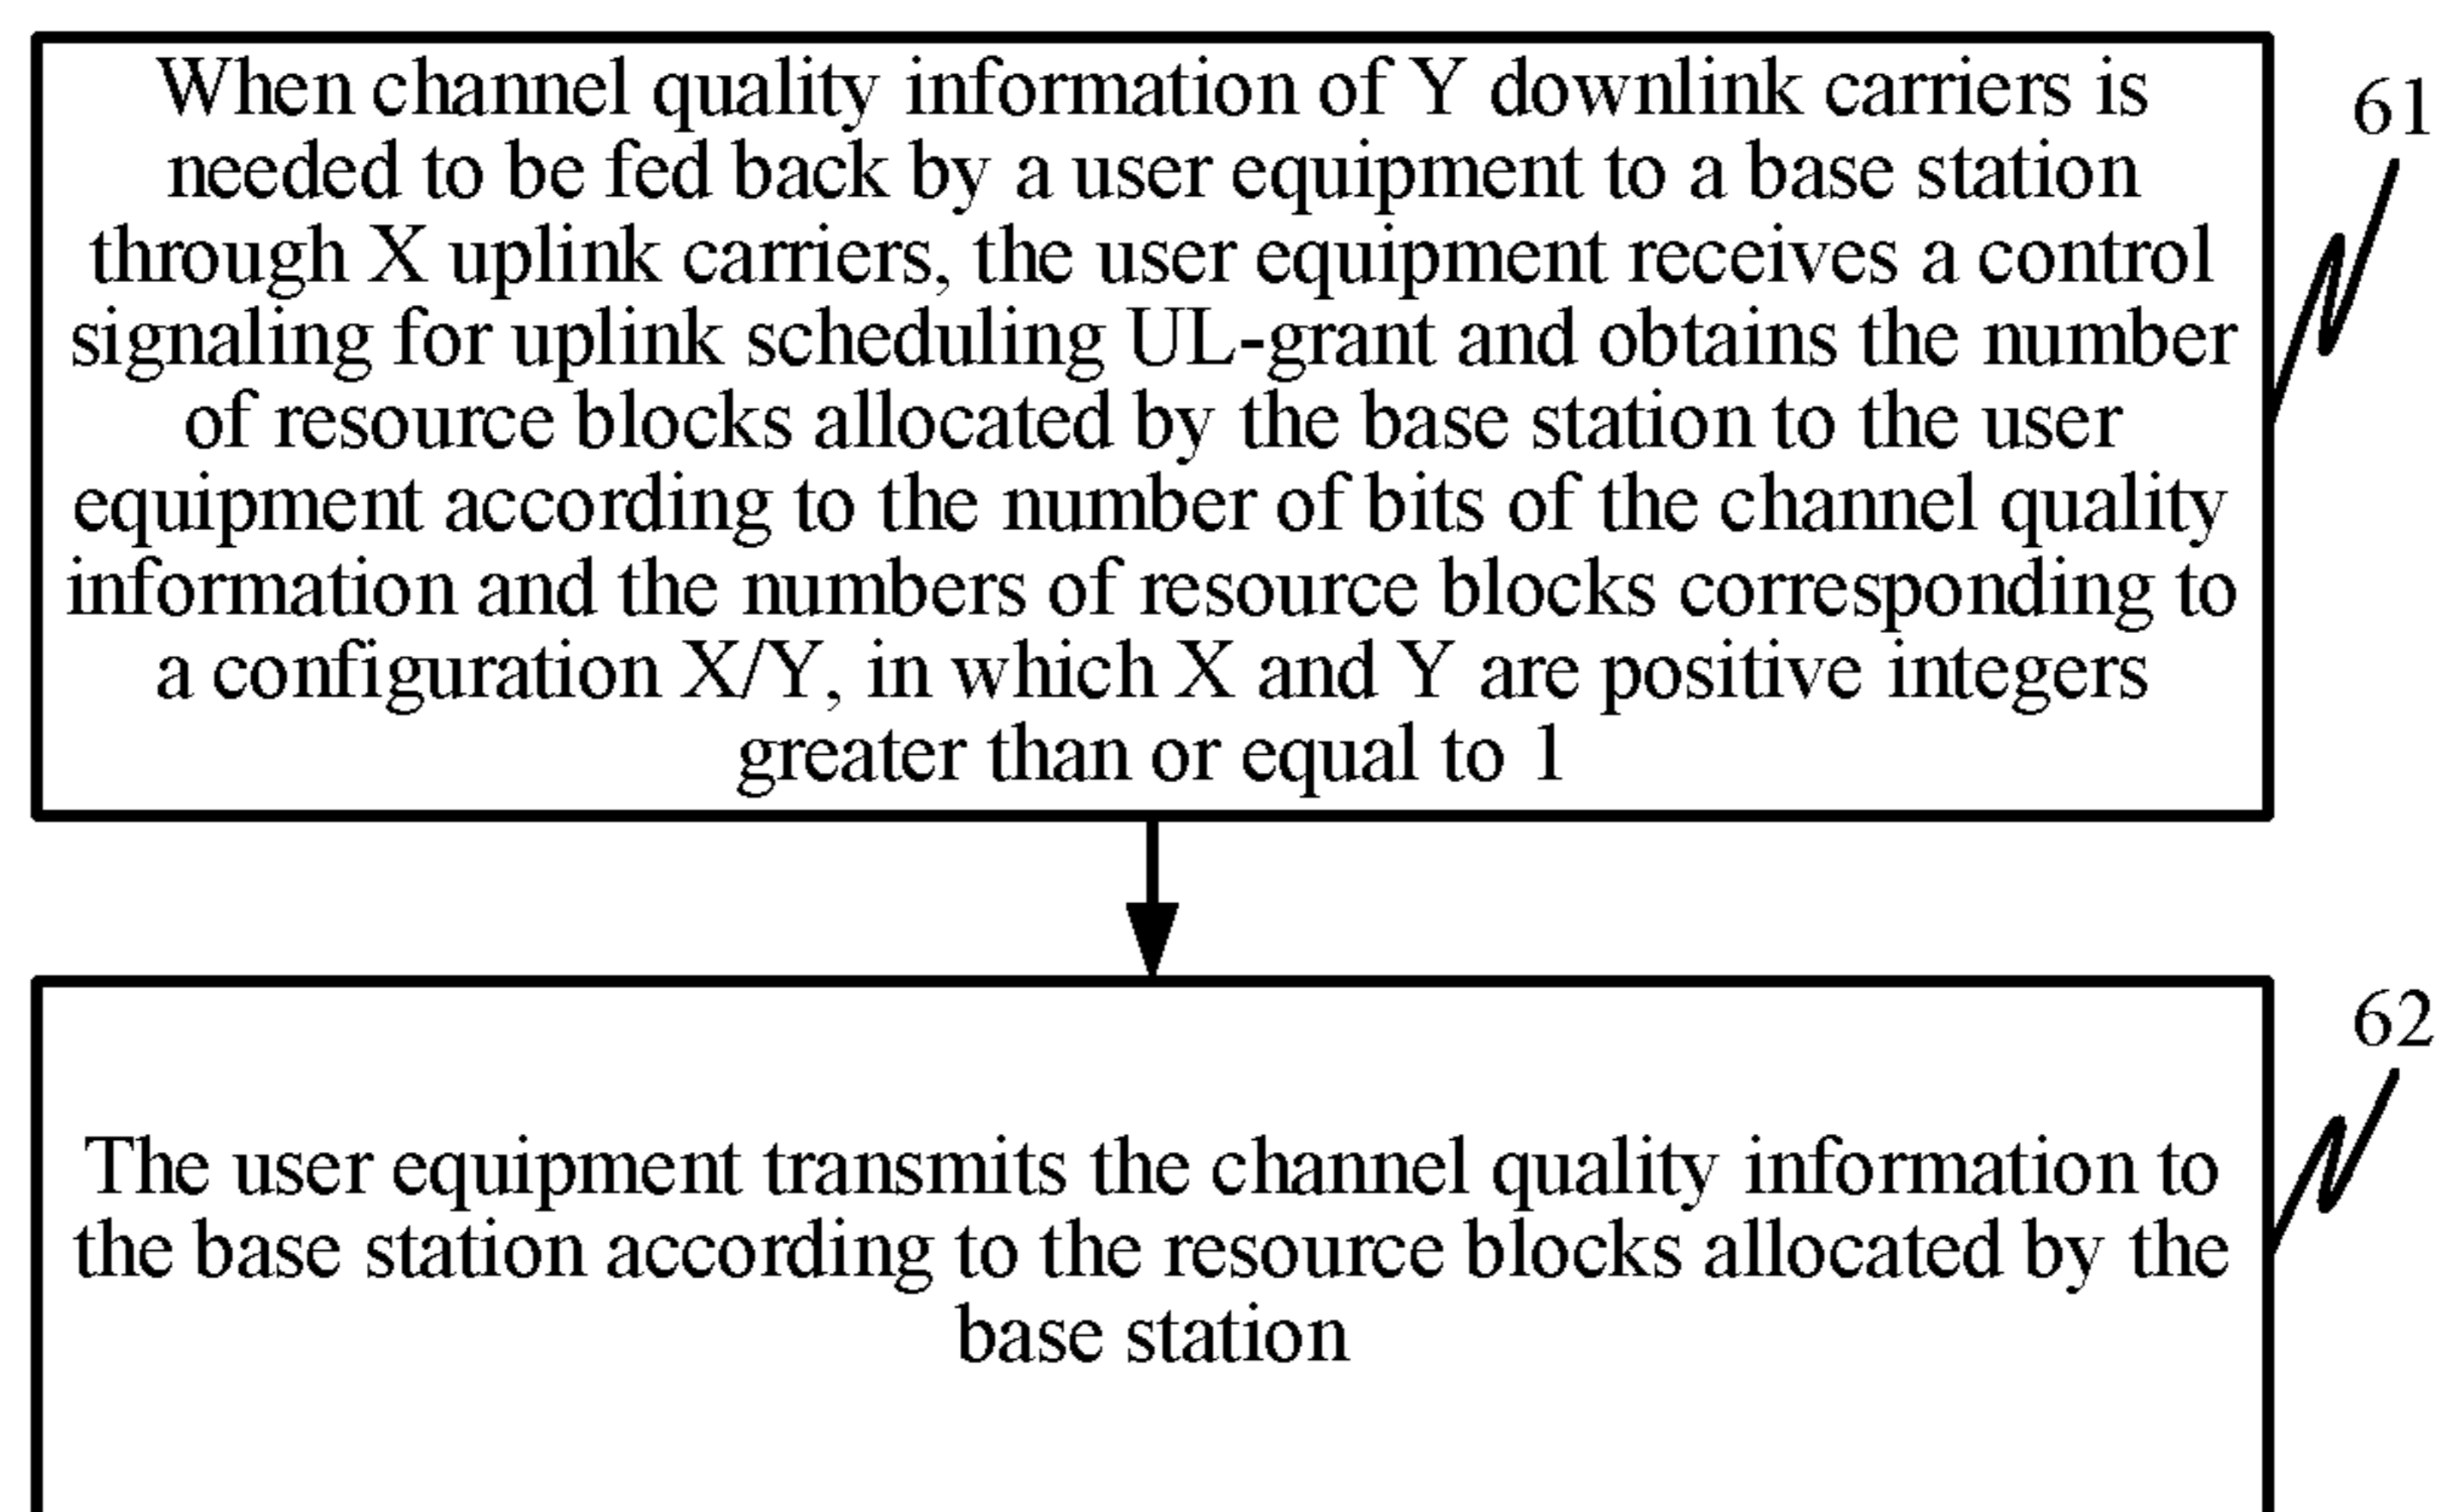 When channel quality information of Y downlink carriers is
needed to be fed back by a user equipment to a base station
through X uplink carriers, the user equipment receives a control
signaling for uplink scheduling UL-grant and obtains the number
of resource blocks allocated by the base station to the user
equipment according to the number of bits of the channel quality
information and the numbers of resource blocks corresponding to
a configuration X/Y, in which X and Y are positive integers
greater than or equal to 1
61
The user equipment transmits the channel quality information to
the base station according to the resource blocks allocated by the
base station
62